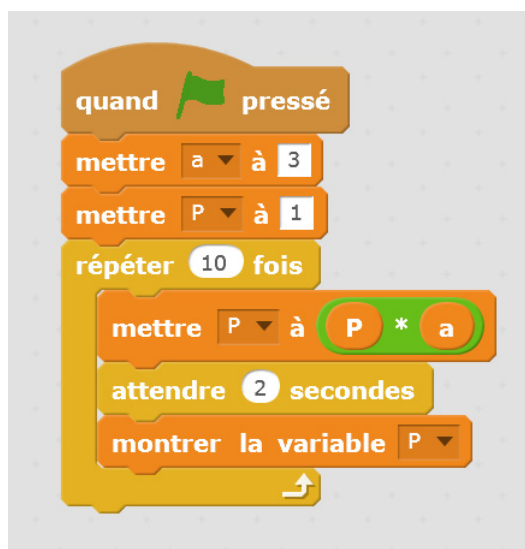 quand pressé
mettre a à 3
mettre P à 1
répéter 10 fois
mettre P à P * a
attendre 2 secondes
montrer la variable P